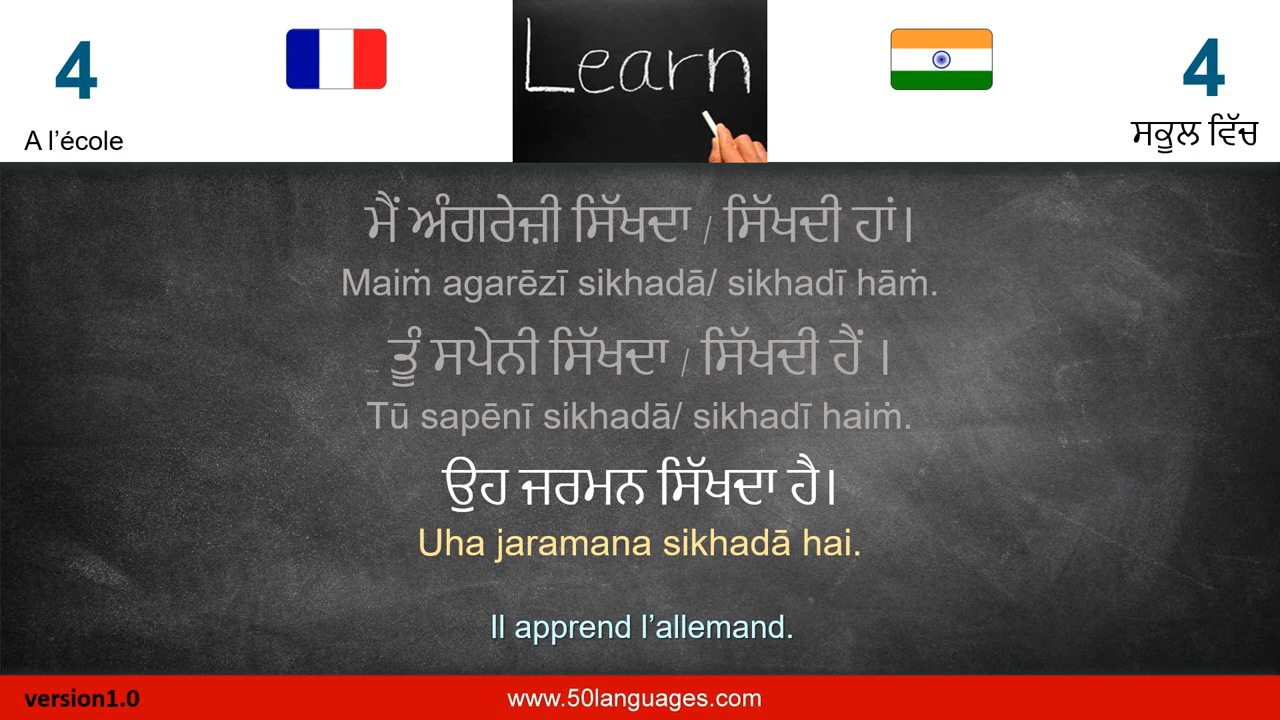 4
Learn
4
A l’école
ਸਕੂਲ ਵਿੱਚ
ਮੈਂ ਅੰਗਰੇਜ਼ੀ ਸਿੱਖਦਾ / ਸਿੱਖਦੀ ਹਾਂ।
Maiṁ agarēzī sikhadā/ sikhadī hāṁ.
ਤੂੰ ਸਪੇਨੀ ਸਿੱਖਦਾ / ਸਿੱਖਦੀ ਹੈਂ ।
Tū sapēnī sikhadā/ sikhadī haiṁ.
ਉਹ ਜਰਮਨ ਸਿੱਖਦਾ ਹੈ।
Uha jaramana sikhadā hai.
Il apprend l’allemand.
version1.0
www.50languages.com